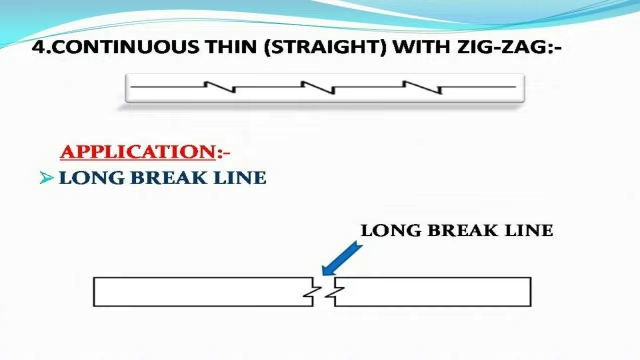 4.CONTINUOUS THIN (STRAIGHT) WITH ZIG-ZAG:-
APPLICATION:-
LONG BREAK LINE
LONG BREAK LINE